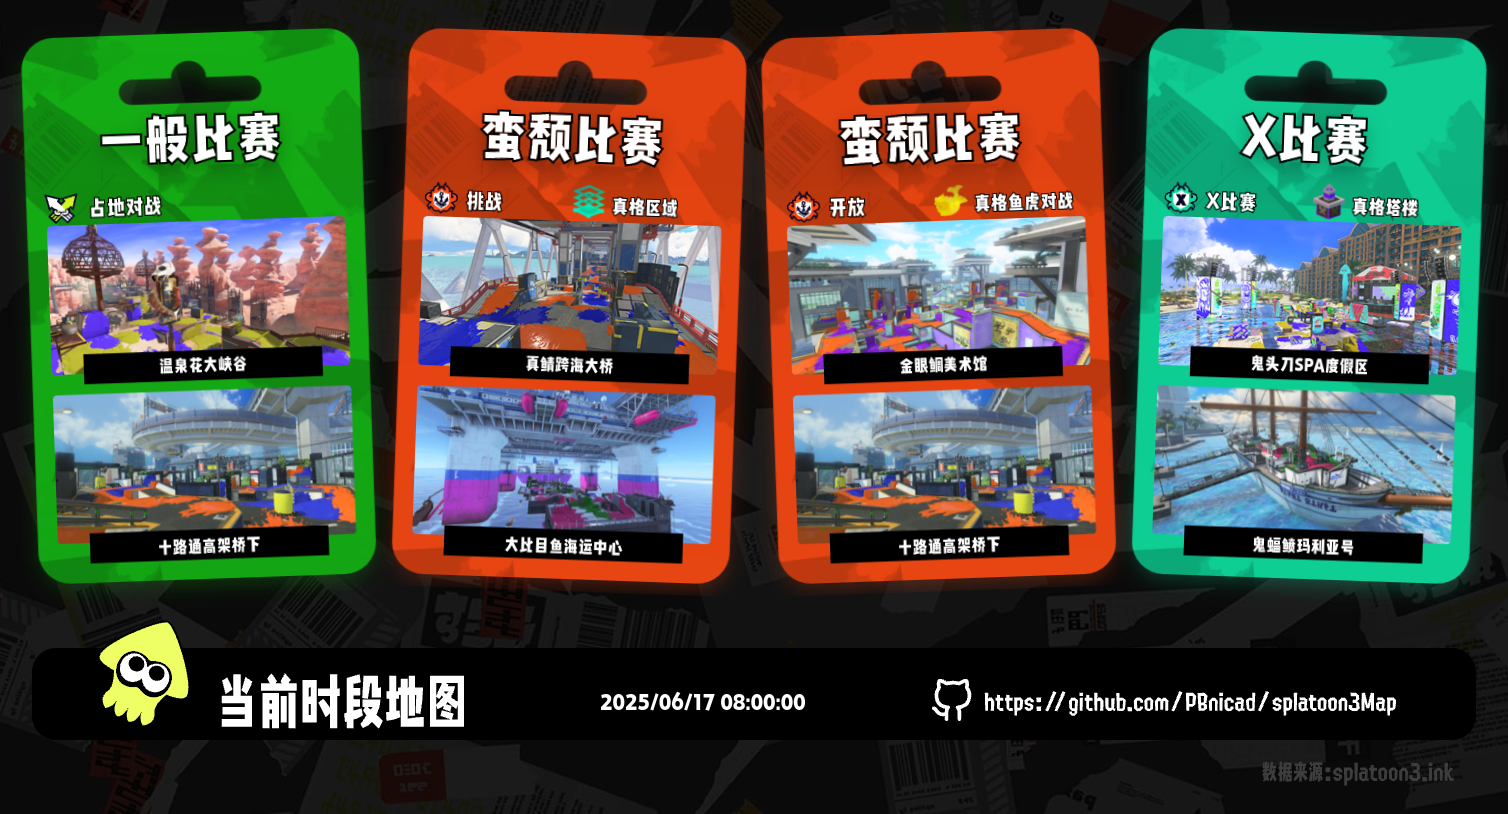 一般比赛
占地对战
温泉花大峡谷
十路通高架桥下
蛮颓比赛
挑战
真格区域
真鲭跨海大桥
大比目鱼海运中心
蛮颓比赛
开放
真格鱼虎对战
金眼鲷美术馆
十路通高架桥下
X比赛
X比赛
真格塔楼
鬼头刀SPA度假区
鬼蝠鲼玛利亚号
当前时段地图
2025/06/17 08:00:00
https://github.com/PBnicad/splatoon3Map
数据来源:splatoon3.ink